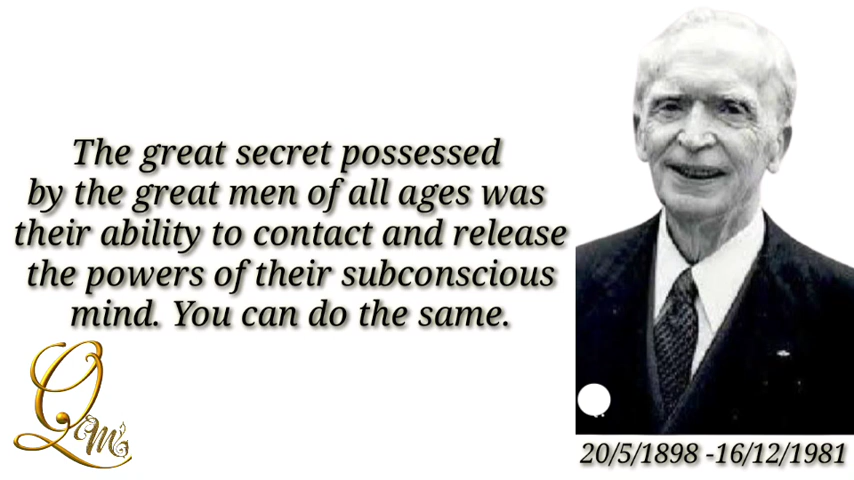 The great secret possessed
by the great men of all ages was
their ability to contact and release
the powers of their subconscious
mind. You can do the same.
QM's
20/5/1898 -16/12/1981